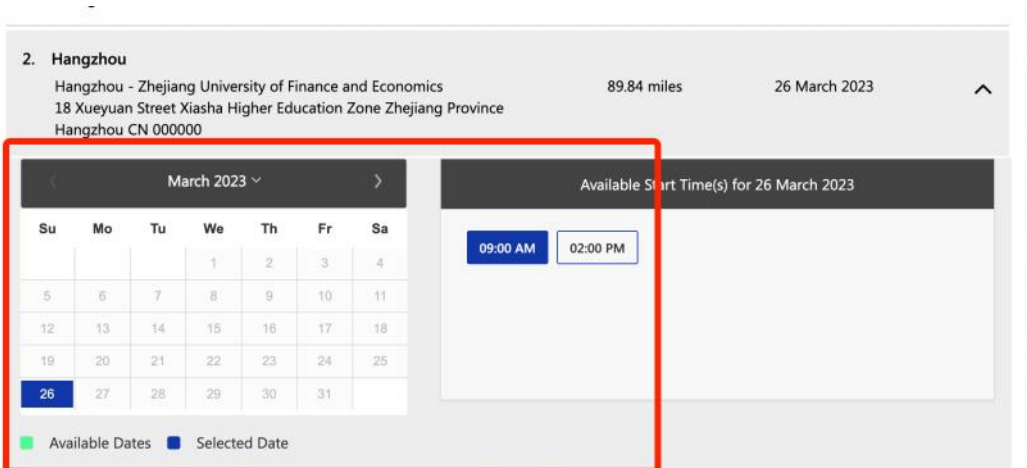 2. Hangzhou
Hangzhou - Zhejiang University of Finance and Economics 89.84 miles 26 March 2023
18 Xueyuan Street Xiasha Higher Education Zone Zhejiang Province
Hangzhou CN 000000
March 2023
Su Mo Tu We Th Fr Sa
1 2 3 4
5 6 7 8 9 10 11
12 13 14 15 16 17 18
19 20 21 22 23 24 25
26 27 28 29 30 31
Available Dates Selected Date
Available Start Time(s) for 26 March 2023
09:00 AM 02:00 PM